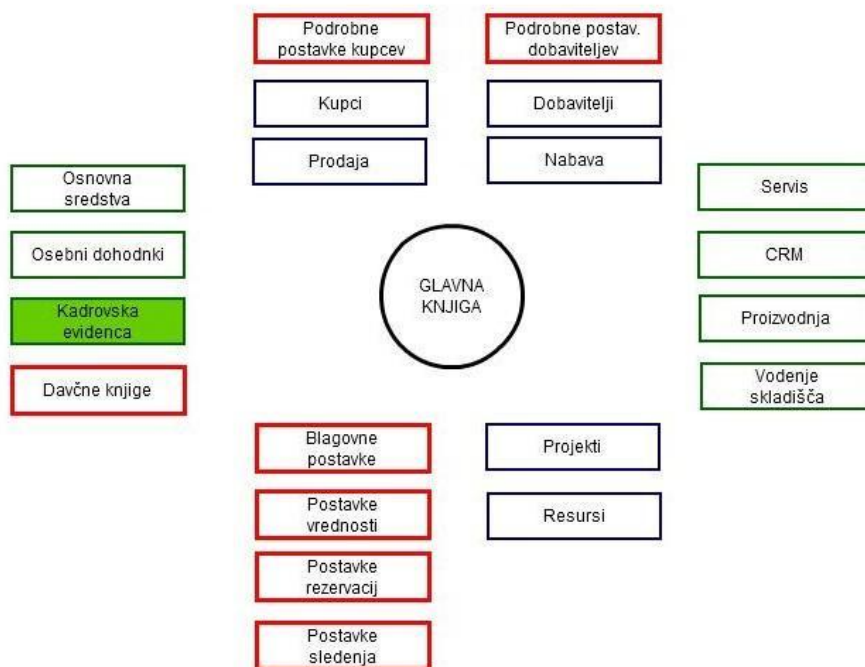 Podrobne
postavke kupcev
Podrobne postav.
dobaviteljev
Kupci
Dobavitelji
Prodaja
Nabava
Osnovna
sredstva
Servis
Osebni dohodnki
CRM
GLAVNA
KNJIGA
Kadrovska
evidenca
Proizvodnja
Davčne knjige
Vodenje
skladišča
Blagovne
postavke
Projekti
Postavke
vrednosti
Resursi
Postavke
rezervacij
Postavke
sledenja